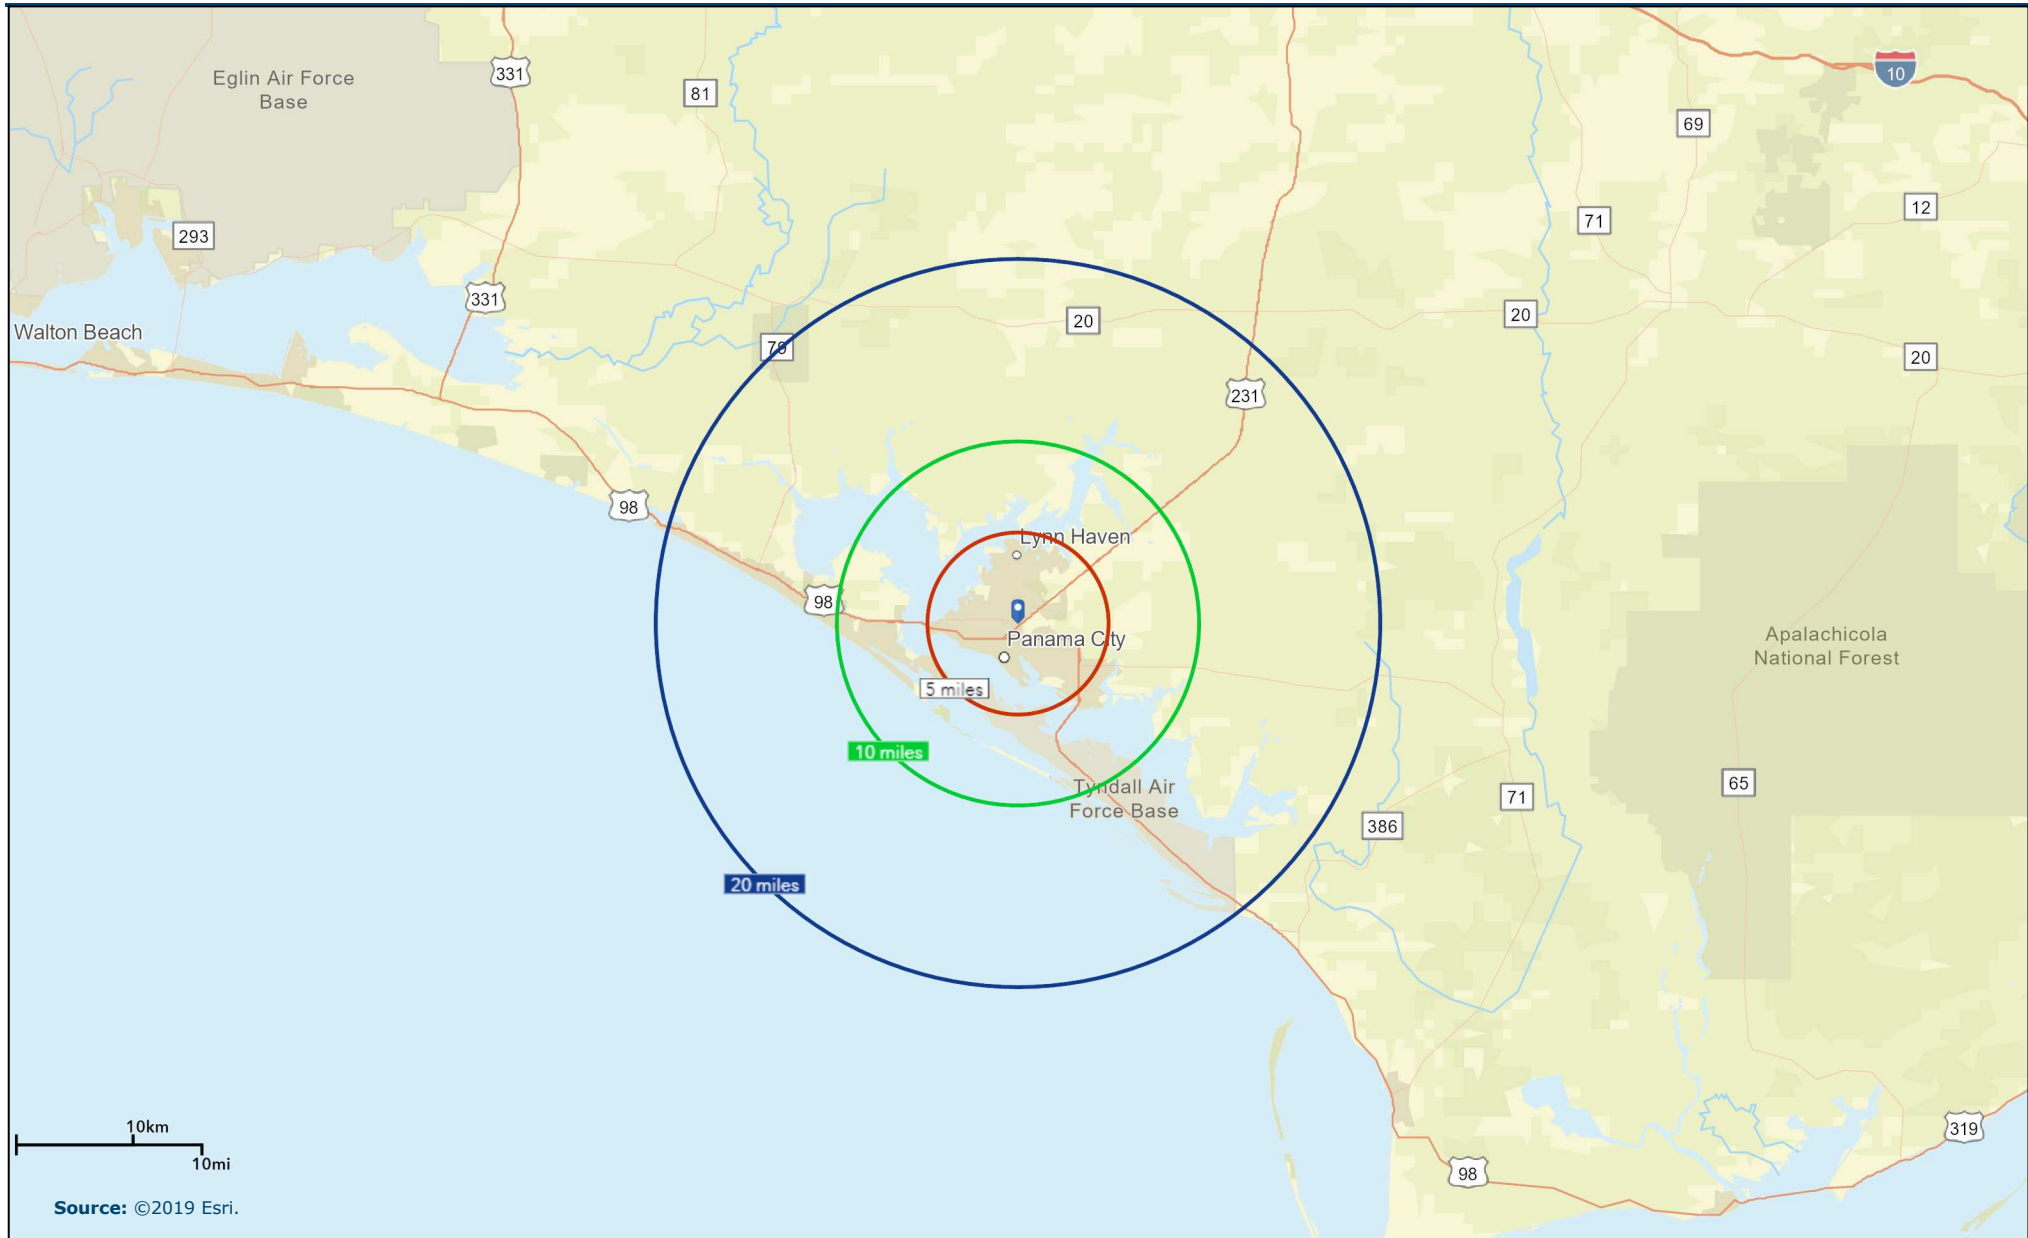 Eglin Air Force
Base
331
81
10
69
12
71
293
331
20
20
Walton Beach
79
20
231
98
Lynn Haven
98
Panama City
Apalachicola
National Forest
5 miles
10 miles
Tyndall Air
Force Base
65
71
386
20 miles
10km
10mi
319
98
Source: ©2019 Esri.